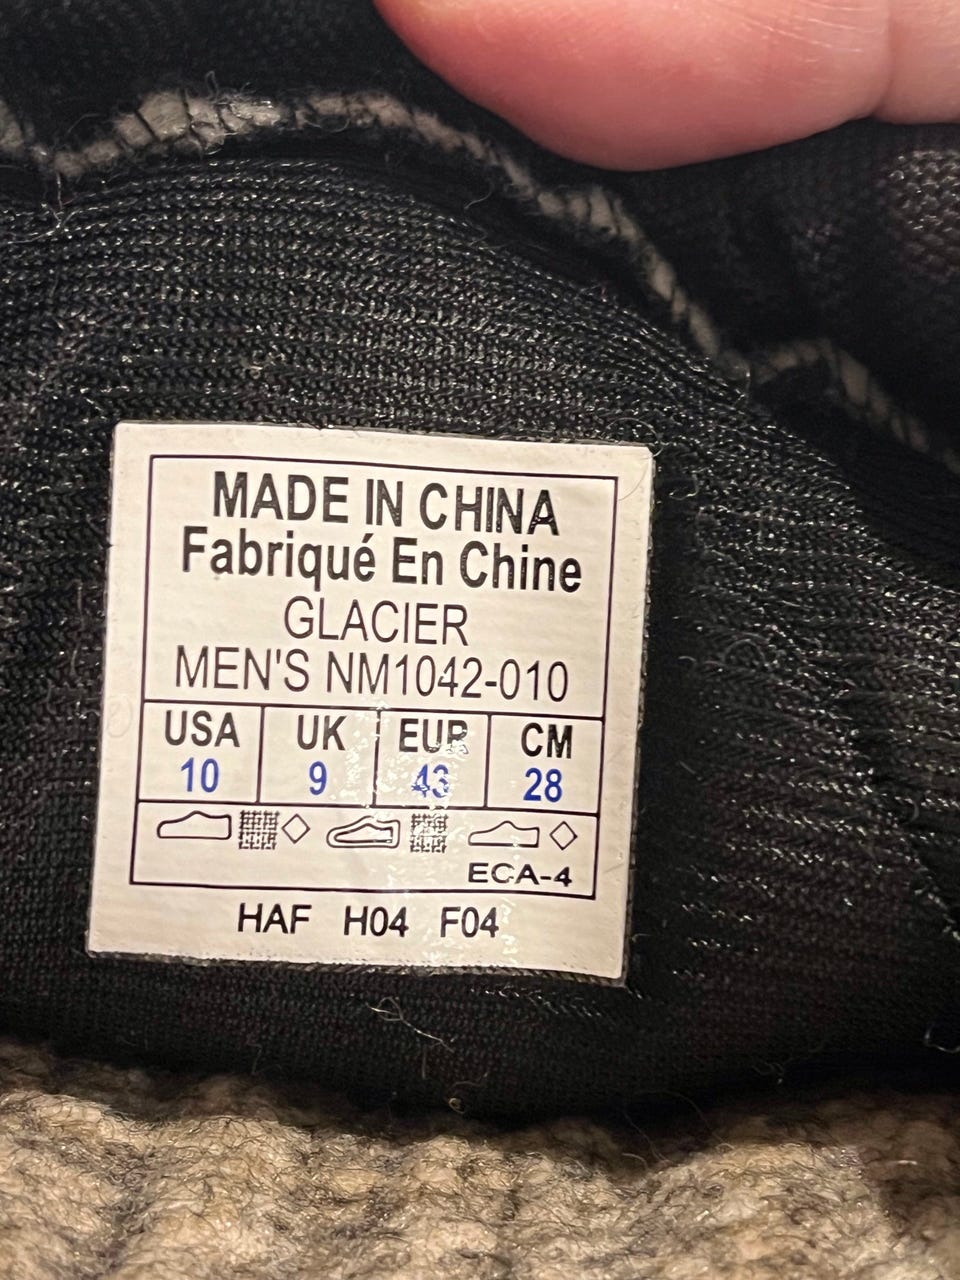 MADE IN CHINA
Fabriqué En Chine
GLACIER
MEN'S NM1042-010
USA UK EUR CM
10 9 43 28
ECA-4
HAF H04 F04